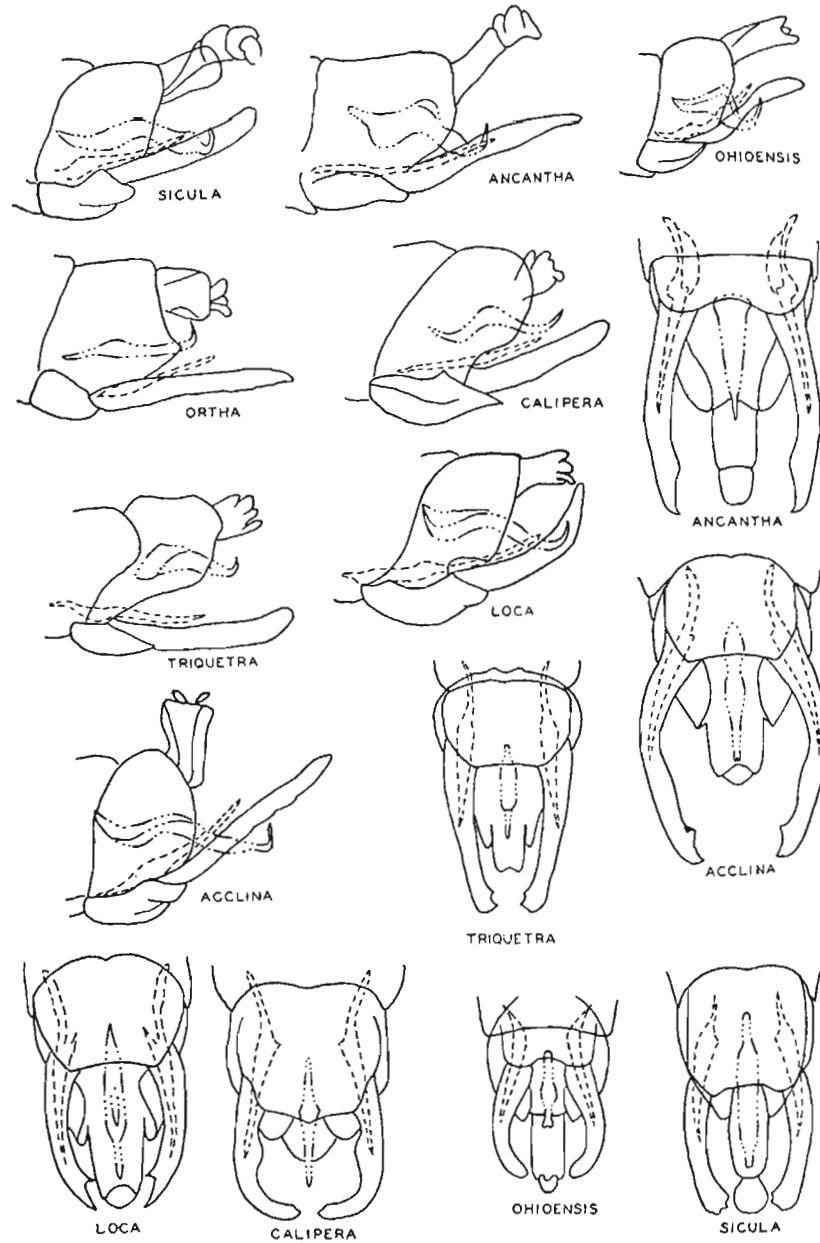 SICULA
ANCANTHA
OHIOENSIS
ORTHA
CALIPERA
ANCANTHA
TRIQUETRA
LOCA
ACCLINA
ACCLINA
TRIQUETRA
LOCA
CALIPERA
OHIOENSIS
SICULA